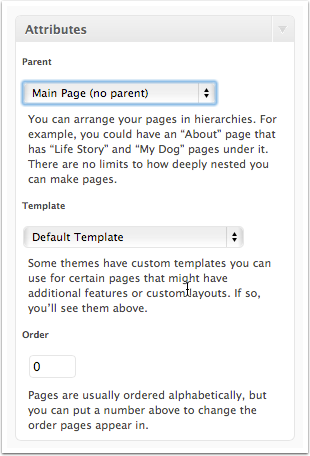 Attributes
Parent
Main Page (no parent)
You can arrange your pages in hierarchies. For
example, you could have an “About” page that
has “Life Story” and “My Dog” pages under it.
There are no limits to how deeply nested you
can make pages.
Template
Default Template
Some themes have custom templates you can
use for certain pages that might have
additional features or custom layouts. If so,
you’ll see them above.
Order
0
Pages are usually ordered alphabetically, but
you can put a number above to change the
order pages appear in.